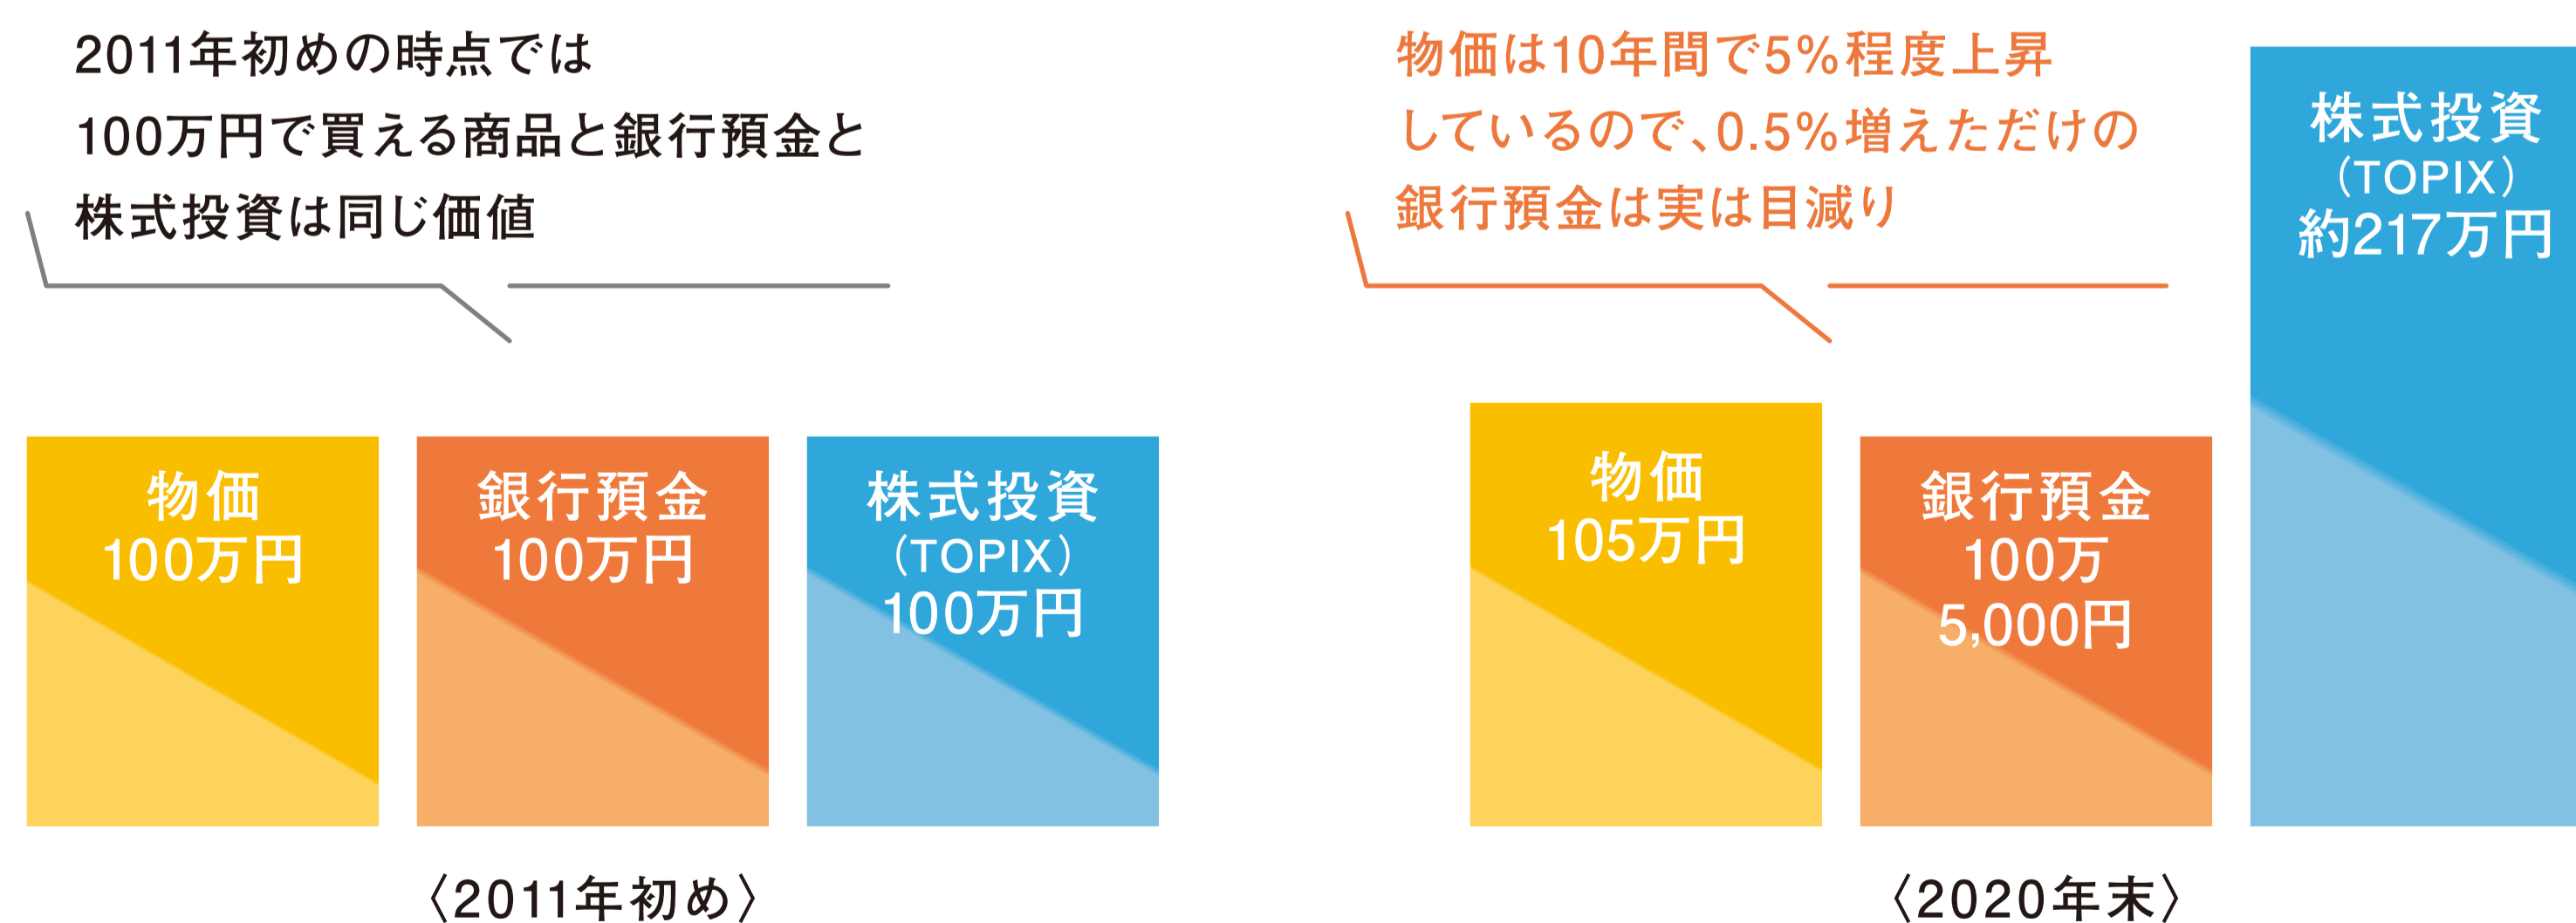 2011年初めの時点では
100万円で買える商品と銀行預金と
株式投資は同じ価値
物価
100万円
銀行預金
100万円
株式投資
（TOPIX）
100万円
〈2011年初め〉
物価は10年間で5%程度上昇
しているので、0.5%増えただけの
銀行預金は実は目減り
物価
105万円
銀行預金
100万
5,000円
株式投資
（TOPIX）
約217万円
〈2020年末〉